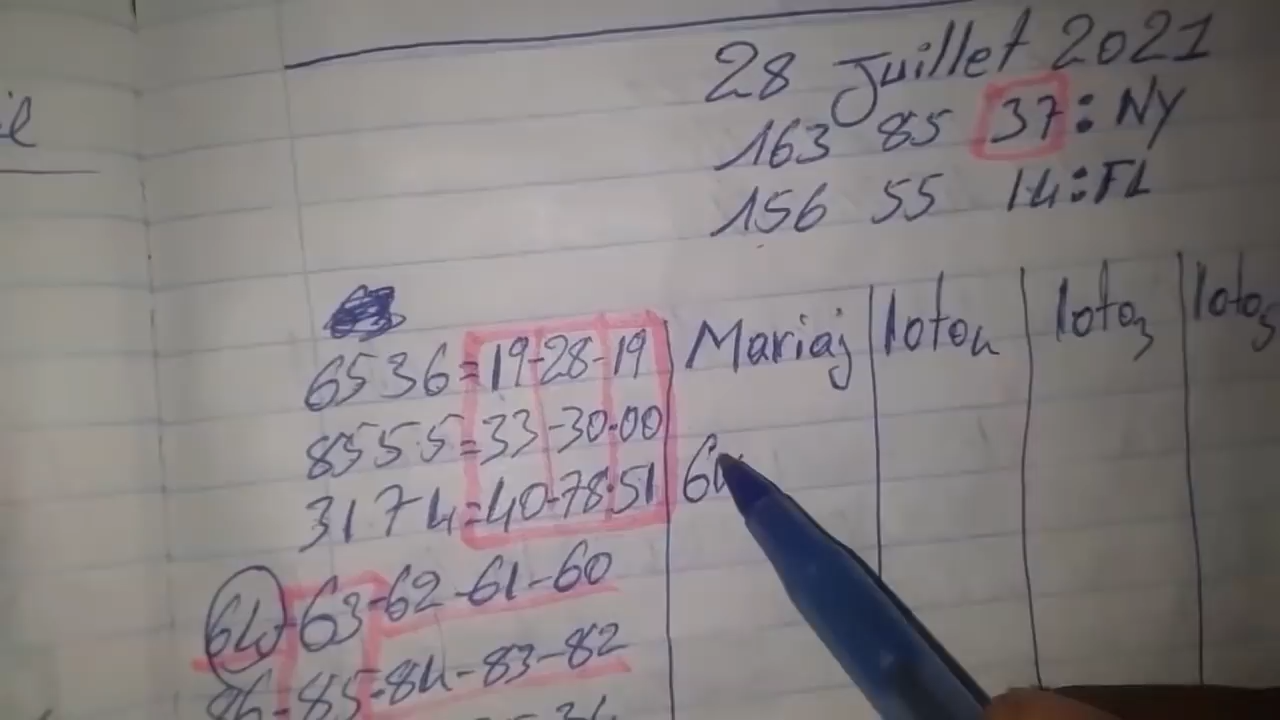 28 Juillet 2021
163 85 37: NY
156 55 14: FL
Mariaj loto4 loto3 loto5
6536=19-28-19
8555=33-30-00
3174=40-78-51
64-63-62-61-60
86-85-84-83-82